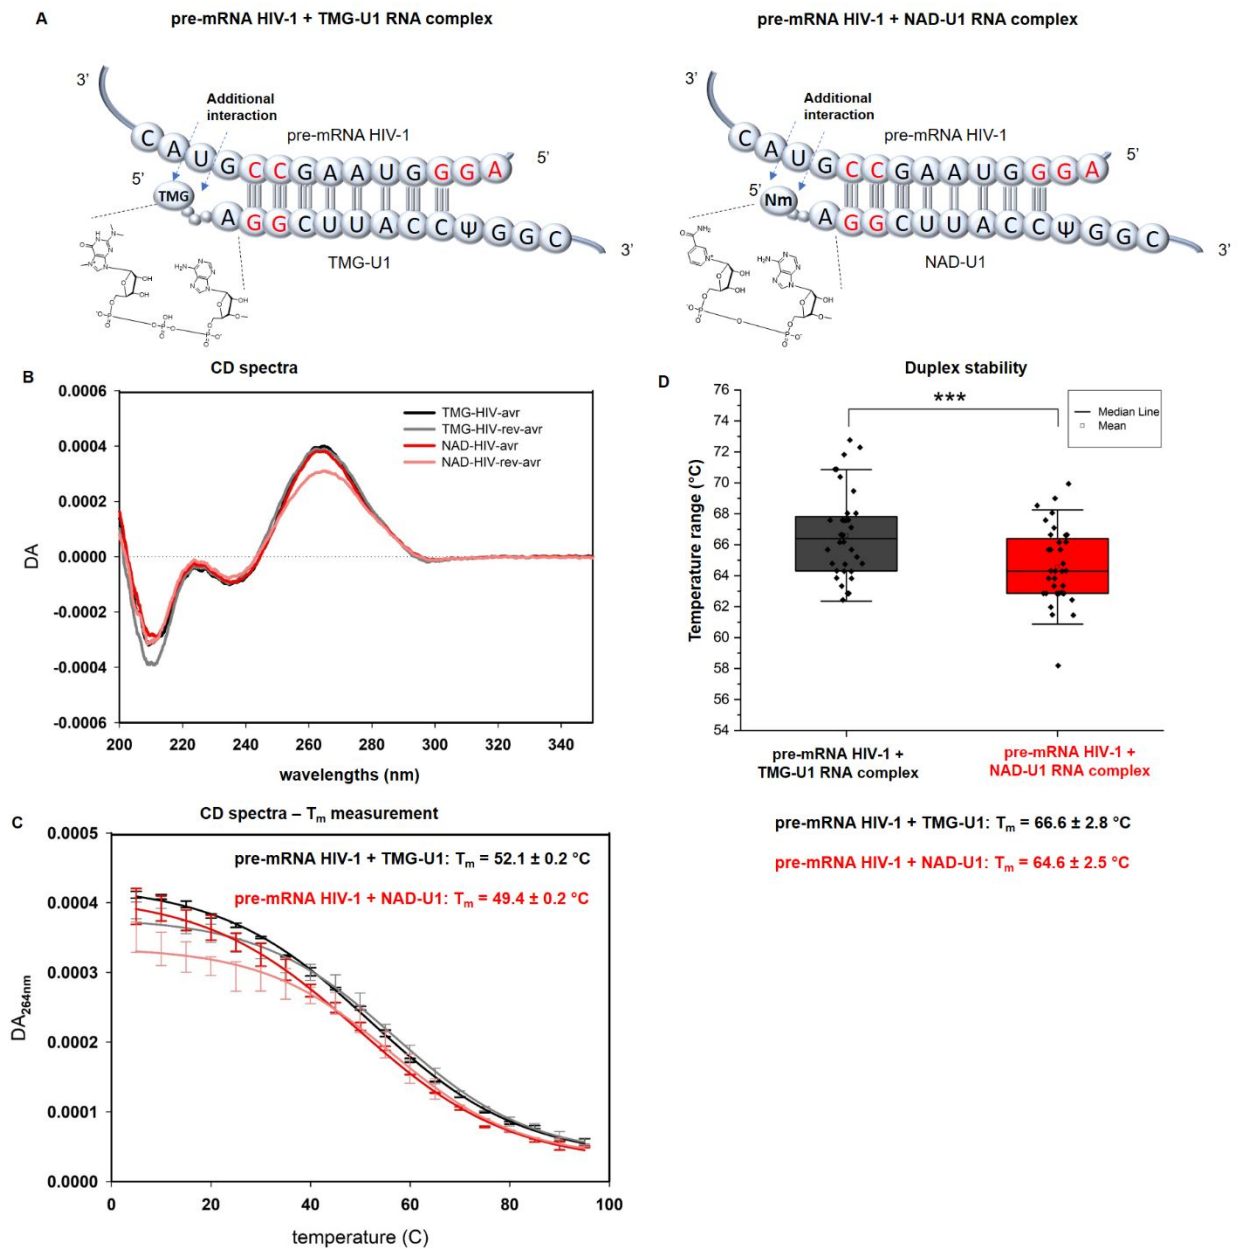 A
pre-mRNA HIV-1 + TMG-U1 RNA complex
3'
Additional
interaction
pre-mRNA HIV-1
C A U G C C G A A U G G G A
5'
5'
TMG
A G G C U U A C C Ψ G G C
3'
TMG-U1
pre-mRNA HIV-1 + NAD-U1 RNA complex
3'
Additional
interaction
pre-mRNA HIV-1
C A U G C C G A A U G G G A
5'
5'
Nm
A G G C U U A C C Ψ G G C
3'
NAD-U1
B
CD spectra
DA
0.0006
0.0004
0.0002
0.0000
-0.0002
-0.0004
-0.0006
TMG-HIV-avr
TMG-HIV-rev-avr
NAD-HIV-avr
NAD-HIV-rev-avr
200 220 240 260 280 300 320 340
wavelengths (nm)
D
Duplex stability
Temperature range (°C)
76
74
72
70
68
66
64
62
60
58
56
54
***
Median Line
Mean
pre-mRNA HIV-1 +
TMG-U1 RNA complex
pre-mRNA HIV-1 +
NAD-U1 RNA complex
pre-mRNA HIV-1 + TMG-U1: Tm = 66.6 ± 2.8 °C
pre-mRNA HIV-1 + NAD-U1: Tm = 64.6 ± 2.5 °C
C
CD spectra – Tm measurement
pre-mRNA HIV-1 + TMG-U1: Tm = 52.1 ± 0.2 °C
pre-mRNA HIV-1 + NAD-U1: Tm = 49.4 ± 0.2 °C
DA264nm
0.0005
0.0004
0.0003
0.0002
0.0001
0.0000
0 20 40 60 80 100
temperature (C)